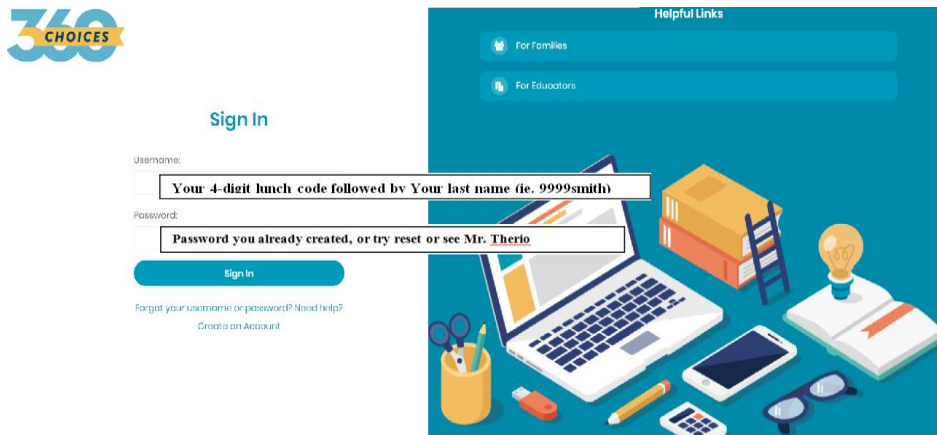 360
CHOICES
Sign In
Username:
Your 4-digit lunch code followed by Your last name (ie. 9999smith)
Password:
Password you already created, or try reset or see Mr. Therio
Sign In
Forgot your username or password? Need help?
Create an Account
Helpful Links
For Families
For Educators